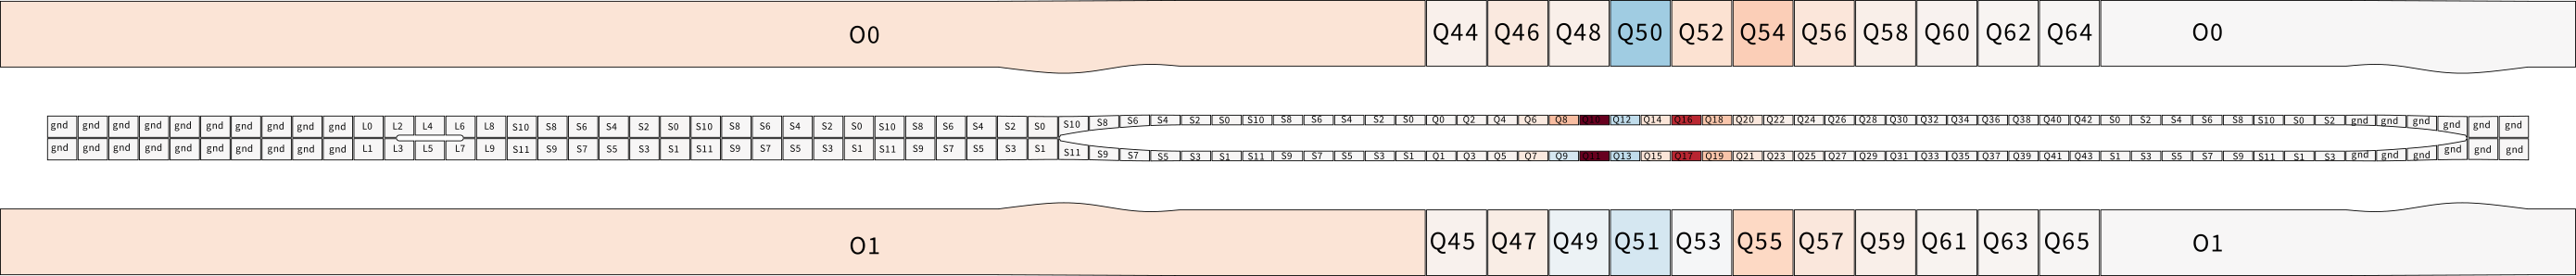 O0 Q44 Q46 Q48 Q50 Q52 Q54 Q56 Q58 Q60 Q62 Q64 O0
gnd gnd gnd gnd gnd gnd gnd gnd gnd gnd L0 L2 L4 L6 L8 S10 S8 S6 S4 S2 S0 S10 S8 S6 S4 S2 S0 S10 S8 S6 S4 S2 S0 S10 S8 S6 S4 S2 S0 S10 S8 S6 S4 S2 S0 Q0 Q2 Q4 Q6 Q8 Q10 Q12 Q14 Q16 Q18 Q20 Q22 Q24 Q26 Q28 Q30 Q32 Q34 Q36 Q38 Q40 Q42 S0 S2 S4 S6 S8 S10 S0 S2 gnd gnd gnd gnd gnd gnd
gnd gnd gnd gnd gnd gnd gnd gnd gnd gnd L1 L3 L5 L7 L9 S11 S9 S7 S5 S3 S1 S11 S9 S7 S5 S3 S1 S11 S9 S7 S5 S3 S1 S11 S9 S7 S5 S3 S1 S11 S9 S7 S5 S3 S1 Q1 Q3 Q5 Q7 Q9 Q11 Q13 Q15 Q17 Q19 Q21 Q23 Q25 Q27 Q29 Q31 Q33 Q35 Q37 Q39 Q41 Q43 S1 S3 S5 S7 S9 S11 S1 S3 gnd gnd gnd gnd gnd gnd
O1 Q45 Q47 Q49 Q51 Q53 Q55 Q57 Q59 Q61 Q63 Q65 O1